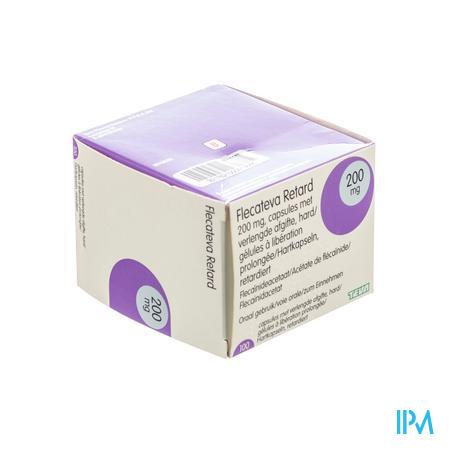 Flecateva Retard
200 mg, capsules met
verlengde afgifte, hard/
gélules à libération
prolongée/Hartkapseln,
retardiert
Flecaïnideacetaat/Acétate de flécaïnide/
Flecainidacetat
Oraal gebruik/voie orale/zum Einnehmen
capsules met verlengde afgifte, hard/
gélules à libération prolongée/
Hartkapseln, retardiert
100
200
mg
TEVA
Flecateva Retard
200
mg
IPM